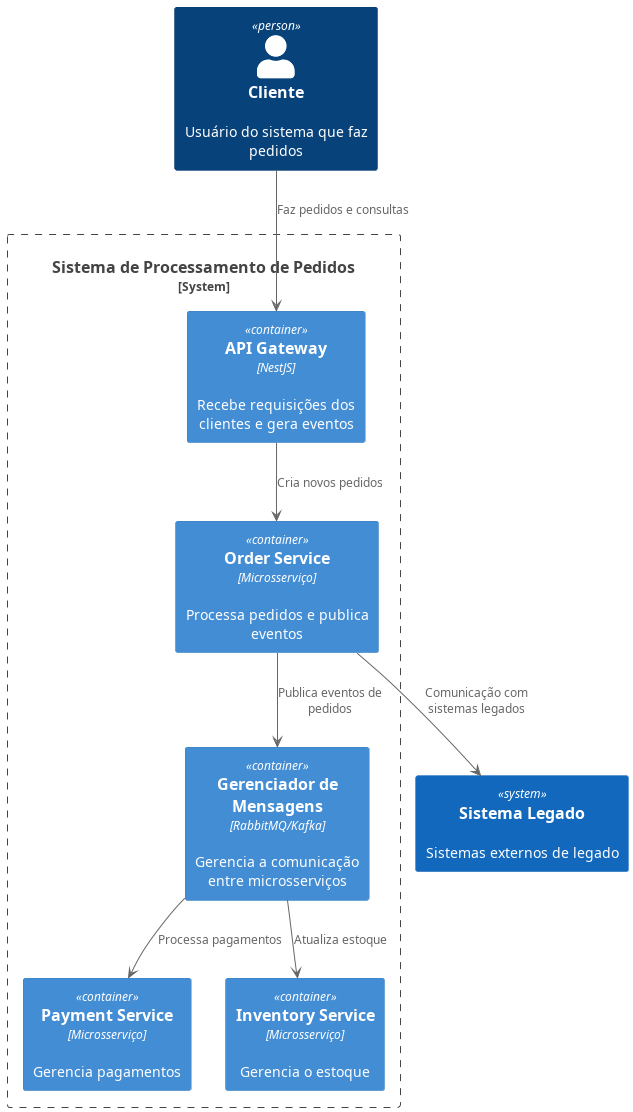 «person»
Cliente
Usuário do sistema que faz
pedidos
Faz pedidos e consultas
Sistema de Processamento de Pedidos
[System]
«container»
API Gateway
[NestJS]
Recebe requisições dos
clientes e gera eventos
Cria novos pedidos
«container»
Order Service
[Microsserviço]
Processa pedidos e publica
eventos
Publica eventos de
pedidos
Comunicação com
sistemas legados
«container»
Gerenciador de
Mensagens
[RabbitMQ/Kafka]
Gerencia a comunicação
entre microsserviços
«system»
Sistema Legado
Sistemas externos de legado
Processa pagamentos
Atualiza estoque
«container»
Payment Service
[Microsserviço]
Gerencia pagamentos
«container»
Inventory Service
[Microsserviço]
Gerencia o estoque